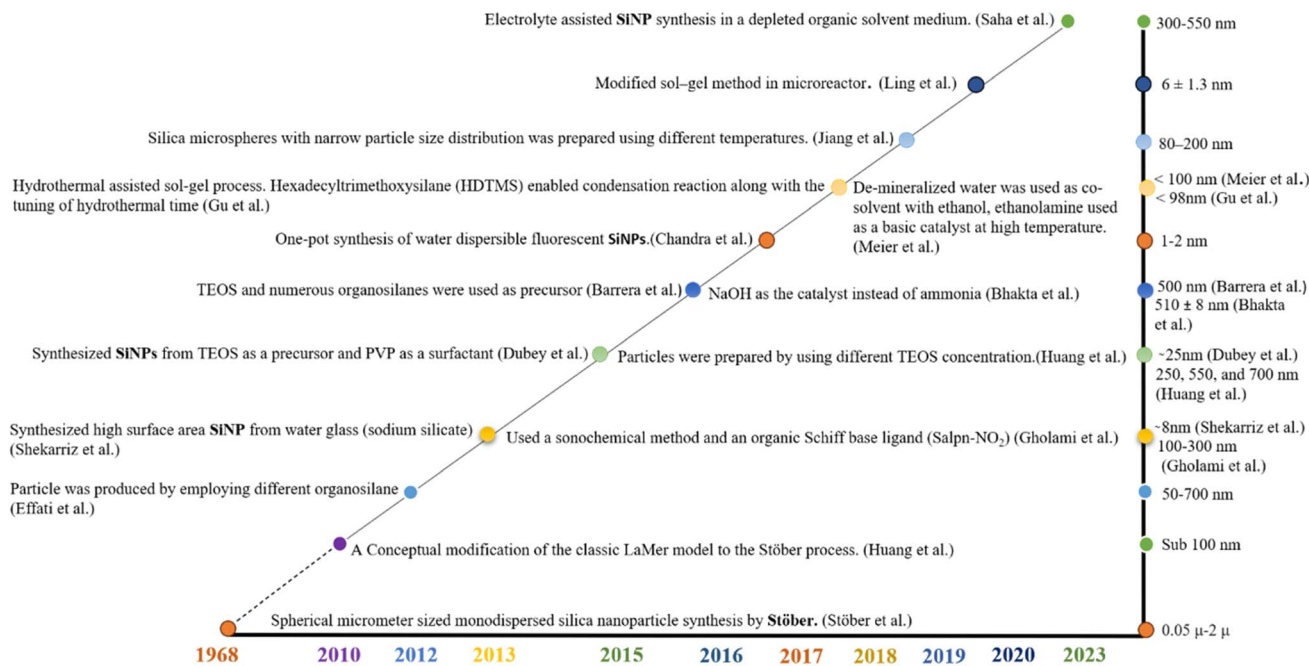 Electrolyte assisted SiNP synthesis in a depleted organic solvent medium. (Saha et al.)
300-550 nm
Modified sol–gel method in microreactor. (Ling et al.)
6 ± 1.3 nm
Silica microspheres with narrow particle size distribution was prepared using different temperatures. (Jiang et al.)
80–200 nm
Hydrothermal assisted sol-gel process. Hexadecyltrimethoxysilane (HDTMS) enabled condensation reaction along with the
tuning of hydrothermal time (Gu et al.)
De-mineralized water was used as co-
solvent with ethanol, ethanolamine used
as a basic catalyst at high temperature.
(Meier et al.)
< 100 nm (Meier et al.)
< 98nm (Gu et al.)
One-pot synthesis of water dispersible fluorescent SiNPs.(Chandra et al.)
1-2 nm
TEOS and numerous organosilanes were used as precursor (Barrera et al.)
NaOH as the catalyst instead of ammonia (Bhakta et al.)
500 nm (Barrera et al.)
510 ± 8 nm (Bhakta
et al.)
Synthesized SiNPs from TEOS as a precursor and PVP as a surfactant (Dubey et al.)
Particles were prepared by using different TEOS concentration.(Huang et al.)
~25nm (Dubey et al.)
250, 550, and 700 nm
(Huang et al.)
Synthesized high surface area SiNP from water glass (sodium silicate)
(Shekarriz et al.)
Used a sonochemical method and an organic Schiff base ligand (Salpn-NO₂) (Gholami et al.)
~8nm (Shekarriz et al.)
100-300 nm
(Gholami et al.)
Particle was produced by employing different organosilane
(Effati et al.)
50-700 nm
A Conceptual modification of the classic LaMer model to the Stöber process. (Huang et al.)
Sub 100 nm
Spherical micrometer sized monodispersed silica nanoparticle synthesis by Stöber. (Stöber et al.)
0.05 µ-2 µ
1968 2010 2012 2013 2015 2016 2017 2018 2019 2020 2023